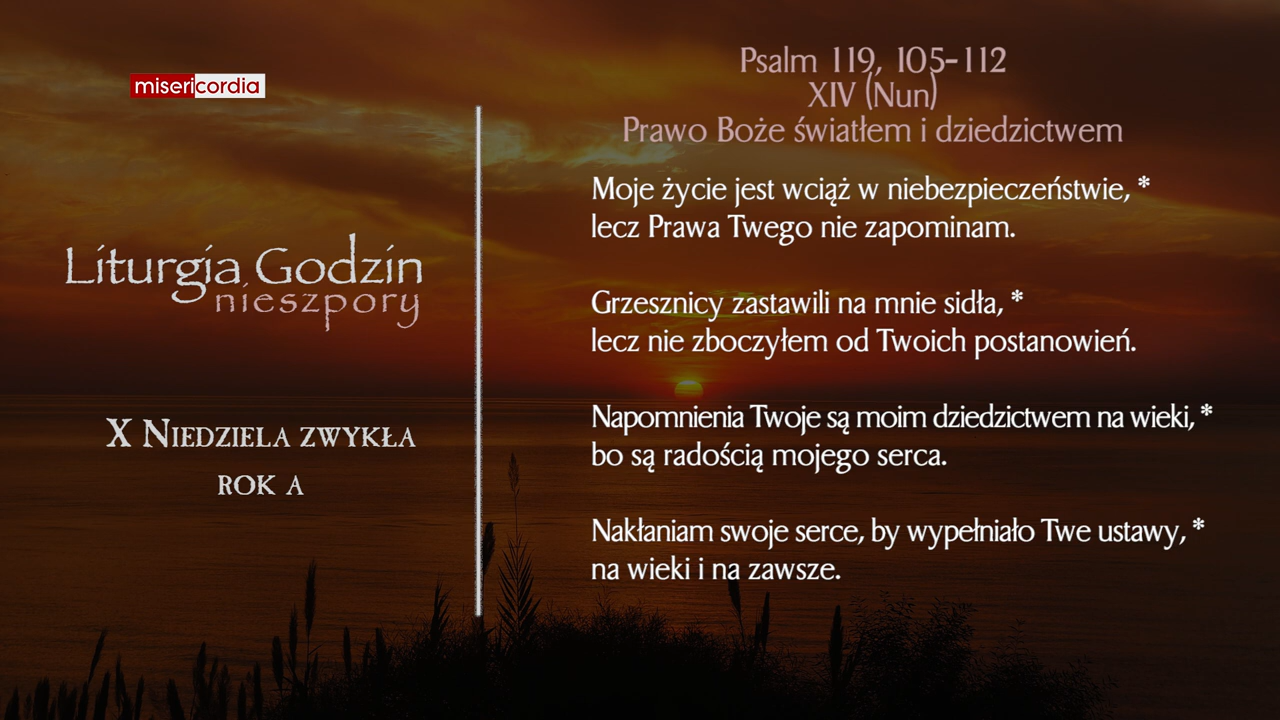 misericordia
Liturgia Godzin
nieszpory
X Niedziela zwykła
rok A
Psalm 119, 105-112
XIV (Nun)
Prawo Boże światłem i dziedzictwem
Moje życie jest wciąż w niebezpieczeństwie, *
lecz Prawa Twego nie zapominam.
Grzesznicy zastawili na mnie sidła, *
lecz nie zboczyłem od Twoich postanowień.
Napomnienia Twoje są moim dziedzictwem na wieki, *
bo są radością mojego serca.
Nakłaniam swoje serce, by wypełniało Twe ustawy, *
na wieki i na zawsze.